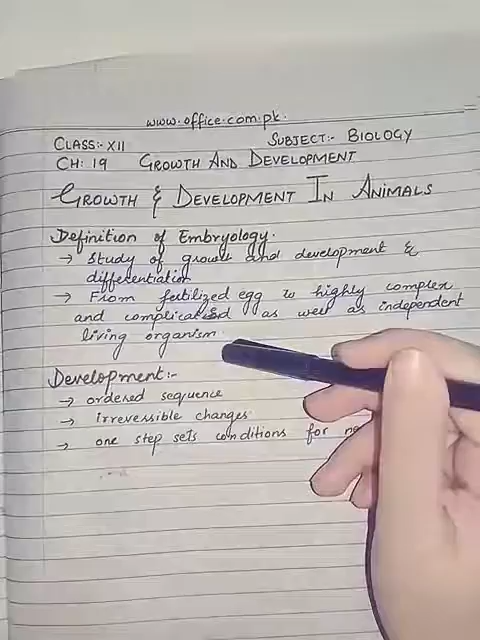 www.office.com.pk.
CLASS:- XII SUBJECT:- BIOLOGY
CH: 19 GROWTH AND DEVELOPMENT
GROWTH & DEVELOPMENT IN ANIMALS
Definition of Embryology.
→ Study of growth and development &
differentiation
→ From fertilized egg to highly complex
and complicated as well as independent
living organism.
Development:-
→ ordered sequence
→ irreversible changes
→ one step sets conditions for